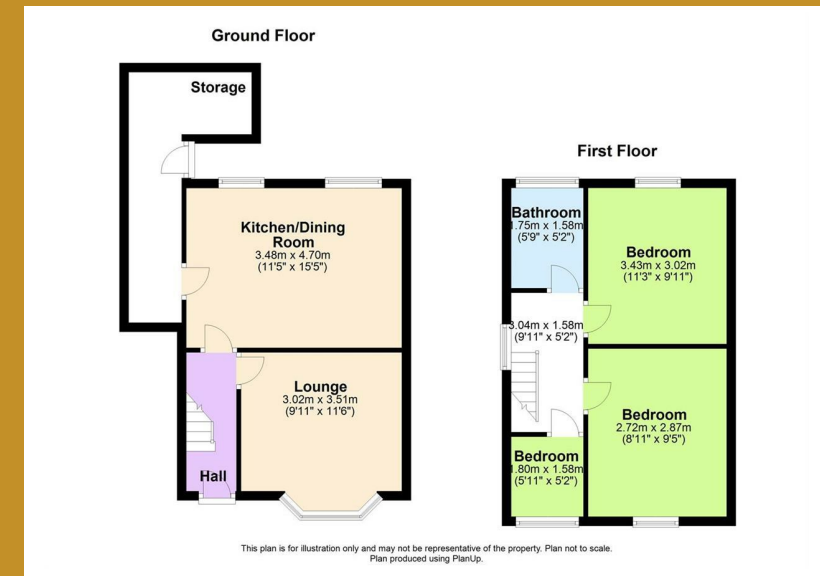 Ground Floor
Storage
Kitchen/Dining
Room
3.48m x 4.70m
(11'5" x 15'5")
Lounge
3.02m x 3.51m
(9'11" x 11'6")
Hall
First Floor
Bathroom
1.75m x 1.58m
(5'9" x 5'2")
Bedroom
3.43m x 3.02m
(11'3" x 9'11")
3.04m x 1.58m
(9'11" x 5'2")
Bedroom
2.72m x 2.87m
(8'11" x 9'5")
Bedroom
1.80m x 1.58m
(5'11" x 5'2")
This plan is for illustration only and may not be representative of the property. Plan not to scale.
Plan produced using PlanUp.